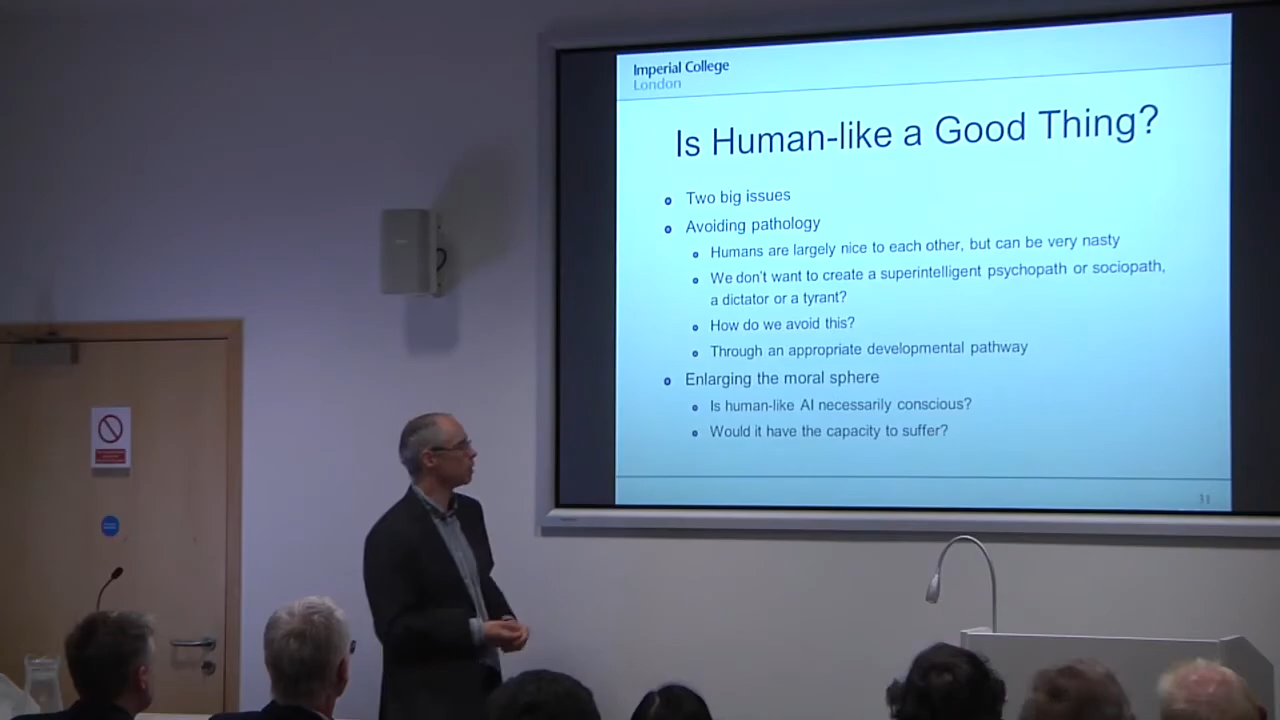 Imperial College
London
Is Human-like a Good Thing?
Two big issues
Avoiding pathology
Humans are largely nice to each other, but can be very nasty
We don't want to create a superintelligent psychopath or sociopath,
a dictator or a tyrant?
How do we avoid this?
Through an appropriate developmental pathway
Enlarging the moral sphere
Is human-like AI necessarily conscious?
Would it have the capacity to suffer?
31